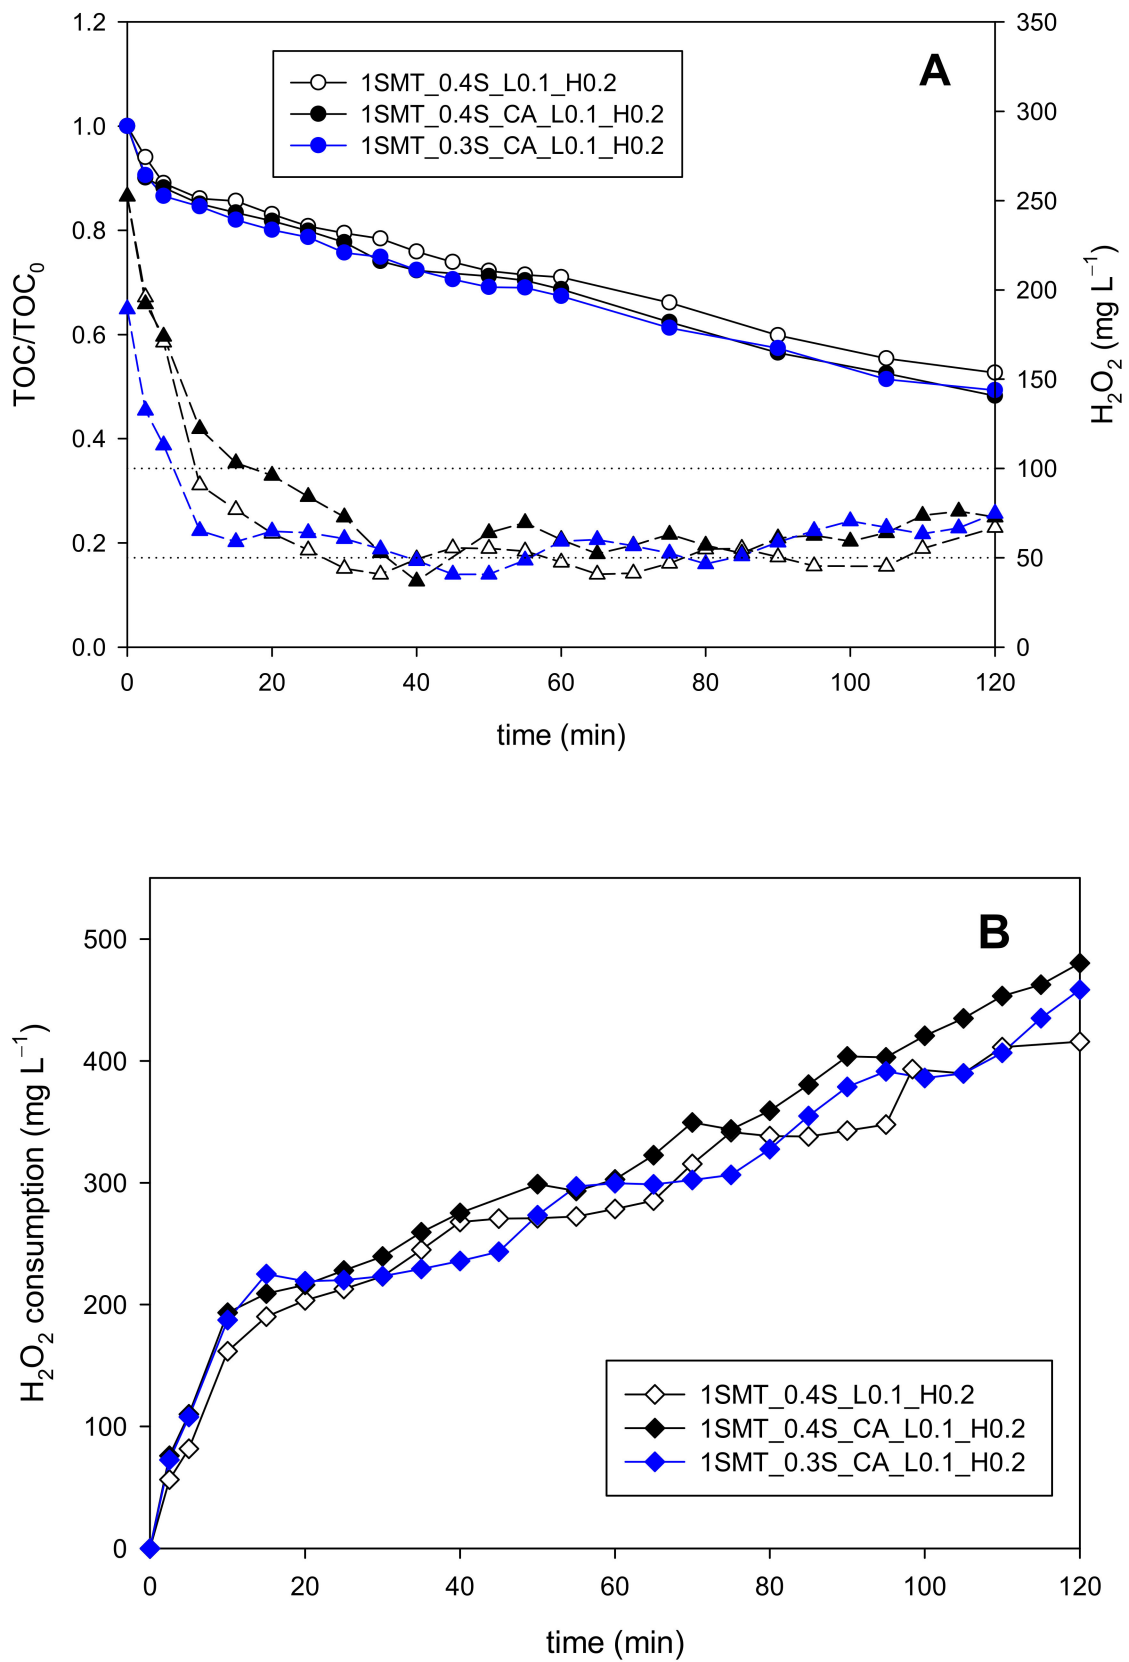 A
1SMT_0.4S_L0.1_H0.2
1SMT_0.4S_CA_L0.1_H0.2
1SMT_0.3S_CA_L0.1_H0.2
TOC/TOC₀
1.2
1.0
0.8
0.6
0.4
0.2
0.0
H₂O₂ (mg L⁻¹)
350
300
250
200
150
100
50
0
0 20 40 60 80 100 120
time (min)
B
H₂O₂ consumption (mg L⁻¹)
500
400
300
200
100
0
1SMT_0.4S_L0.1_H0.2
1SMT_0.4S_CA_L0.1_H0.2
1SMT_0.3S_CA_L0.1_H0.2
0 20 40 60 80 100 120
time (min)